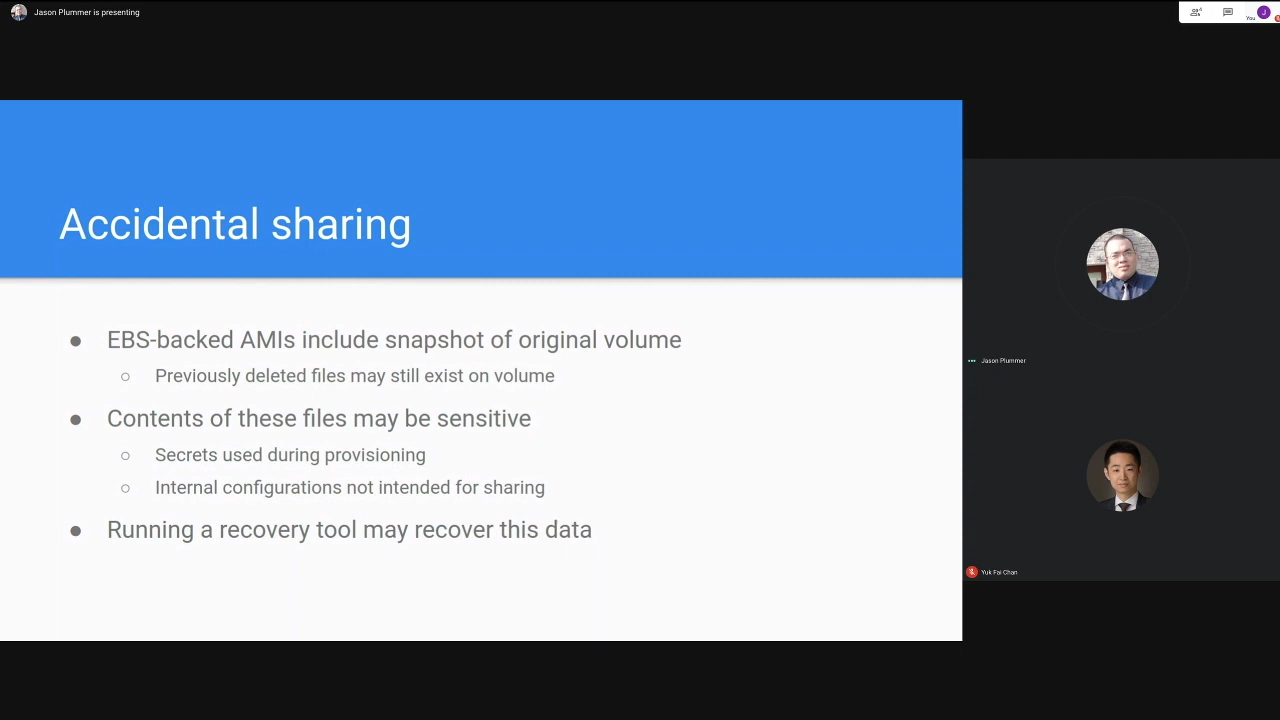 Jason Plummer is presenting
4
You
J
Accidental sharing
● EBS-backed AMIs include snapshot of original volume
○ Previously deleted files may still exist on volume
● Contents of these files may be sensitive
○ Secrets used during provisioning
○ Internal configurations not intended for sharing
● Running a recovery tool may recover this data
Jason Plummer
Yuk Fai Chan